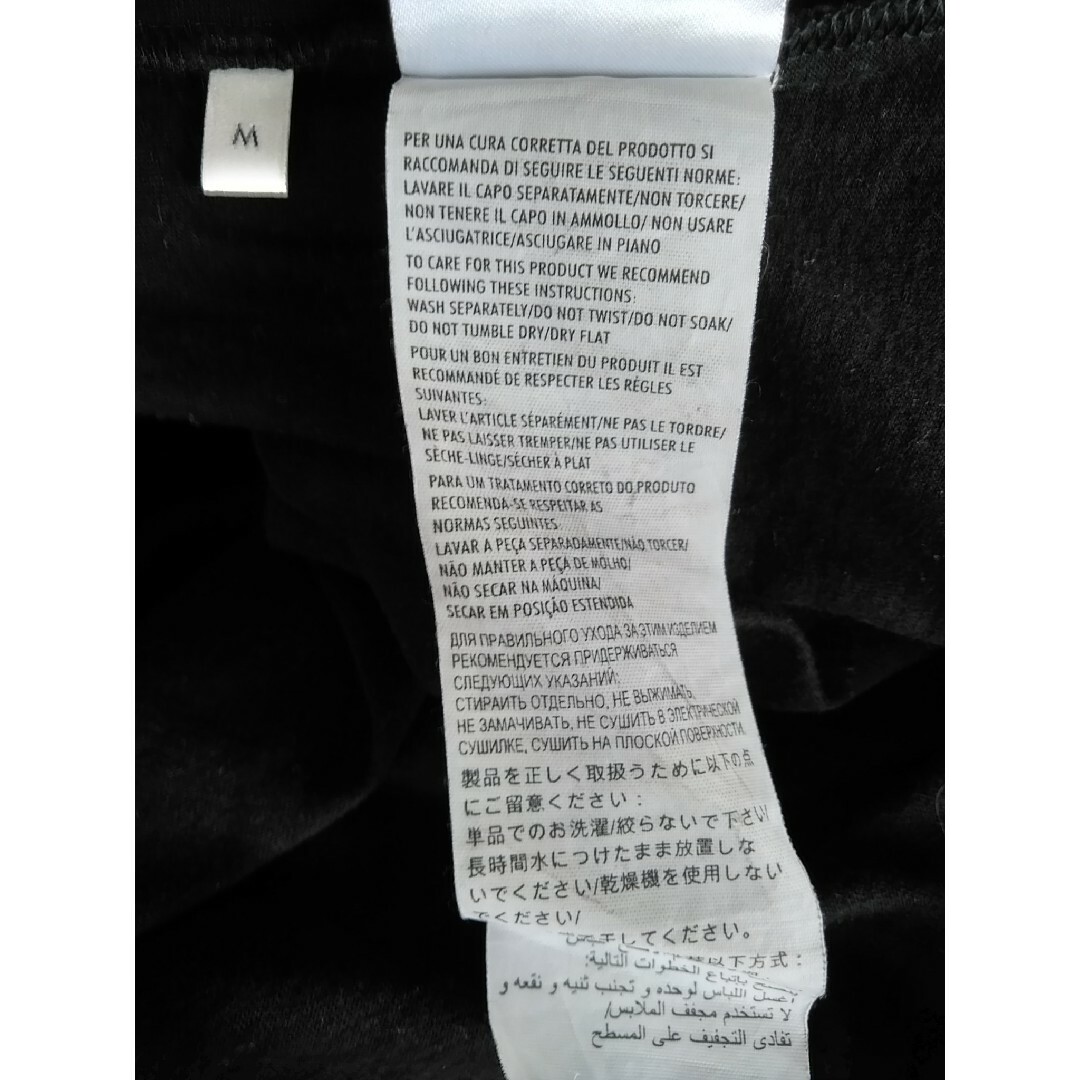 M
PER UNA CURA CORRETTA DEL PRODOTTO SI
RACCOMANDA DI SEGUIRE LE SEGUENTI NORME:
LAVARE IL CAPO SEPARATAMENTE/NON TORCERE/
NON TENERE IL CAPO IN AMMOLLO/ NON USARE
L'ASCIUGATRICE/ASCIUGARE IN PIANO
TO CARE FOR THIS PRODUCT WE RECOMMEND
FOLLOWING THESE INSTRUCTIONS:
WASH SEPARATELY/DO NOT TWIST/DO NOT SOAK/
DO NOT TUMBLE DRY/DRY FLAT
POUR UN BON ENTRETIEN DU PRODUIT IL EST
RECOMMANDÉ DE RESPECTER LES RÈGLES
SUIVANTES:
LAVER L'ARTICLE SÉPARÉMENT/NE PAS LE TORDRE/
NE PAS LAISSER TREMPER/NE PAS UTILISER LE
SÈCHE-LINGE/SÉCHER À PLAT
PARA UM TRATAMENTO CORRETO DO PRODUTO
RECOMENDA-SE RESPEITAR AS
NORMAS SEGUINTES:
LAVAR A PEÇA SEPARADAMENTE/NÃO TORCER/
NÃO MANTER A PEÇA DE MOLHO/
NÃO SECAR NA MÁQUINA/
SECAR EM POSIÇÃO ESTENDIDA
ДЛЯ ПРАВИЛЬНОГО УХОДА ЗА ЭТИМ ИЗДЕЛИЕМ
РЕКОМЕНДУЕТСЯ ПРИДЕРЖИВАТЬСЯ
СЛЕДУЮЩИХ УКАЗАНИЙ:
СТИРАИТЬ ОТДЕЛЬНО, НЕ ВЫЖИМАТЬ,
НЕ ЗАМАЧИВАТЬ, НЕ СУШИТЬ В ЭЛЕКТРИЧЕСКОЙ
СУШИЛКЕ, СУШИТЬ НА ПЛОСКОЙ ПОВЕРХНОСТИ.
製品を正しく取扱うために以下の点
にご留意ください：
単品でのお洗濯/絞らないで下さい/
長時間水につけたまま放置しな
いでください/乾燥機を使用しない
でください/
してください。
以下方式：
بإتباع الخطوات التالية:
اغسل اللباس لوحده و تجنب ثنيه و نقعه و
لا تستخدم مجفف الملابس/
تفادى التجفيف على المسطح